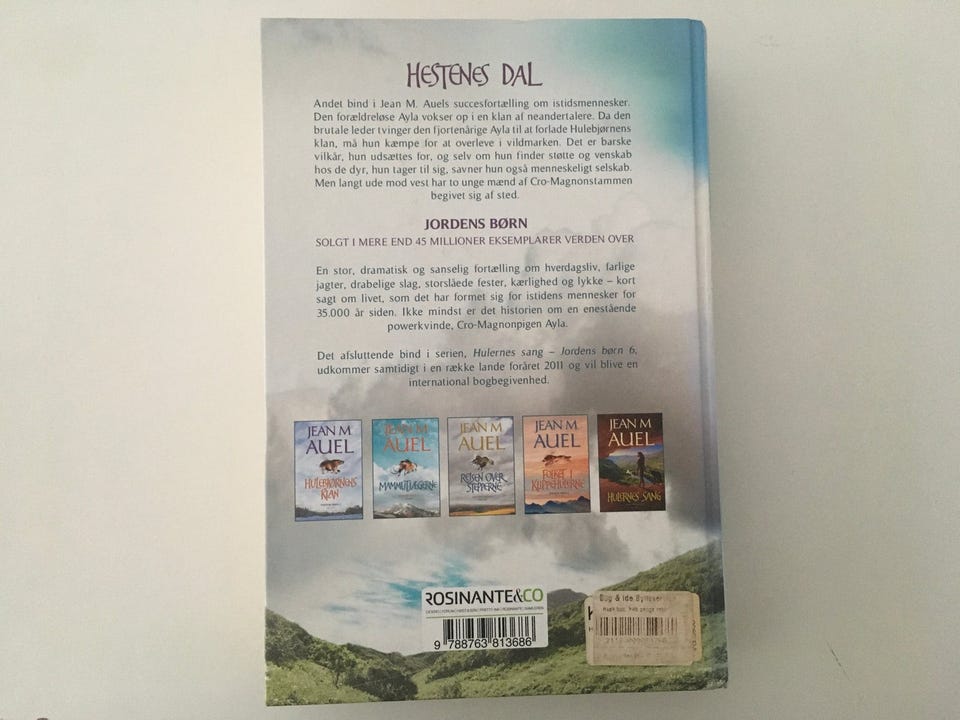 HESTENES DAL
Andet bind i Jean M. Auels succesfortælling om istidsmennesker.
Den forældreløse Ayla vokser op i en klan af neandertalere. Da den
brutale leder tvinger den fjortenårige Ayla til at forlade Hulebjørnens
klan, må hun kæmpe for at overleve i vildmarken. Det er barske
vilkår, hun udsættes for, og selv om hun finder støtte og venskab
hos de dyr, hun tager til sig, savner hun også menneskeligt selskab.
Men langt ude mod vest har to unge mænd af Cro-Magnonstammen
begivet sig af sted.
JORDENS BØRN
SOLGT I MERE END 45 MILLIONER EKSEMPLARER VERDEN OVER
En stor, dramatisk og sanselig fortælling om hverdagsliv, farlige
jagter, drabelige slag, storslåede fester, kærlighed og lykke – kort
sagt om livet, som det har formet sig for istidens mennesker for
35.000 år siden. Ikke mindst er det historien om en enestående
powerkvinde, Cro-Magnonpigen Ayla.
Det afsluttende bind i serien, Hulernes sang – Jordens børn 6,
udkommer samtidigt i en række lande foråret 2011 og vil blive en
international bogbegivenhed.
JEAN M
AUEL
HULEBJØRNENS
KLAN
JEAN M
AUEL
MAMMUTJÆGERNE
JEAN M
AUEL
REJSEN OVER
STEPPERNE
JEAN M
AUEL
FOLKET I
KLIPPEHULERNE
JEAN M
AUEL
HULERNES SANG
ROSINANTE&CO
9 788763 813686
Bog & Ide